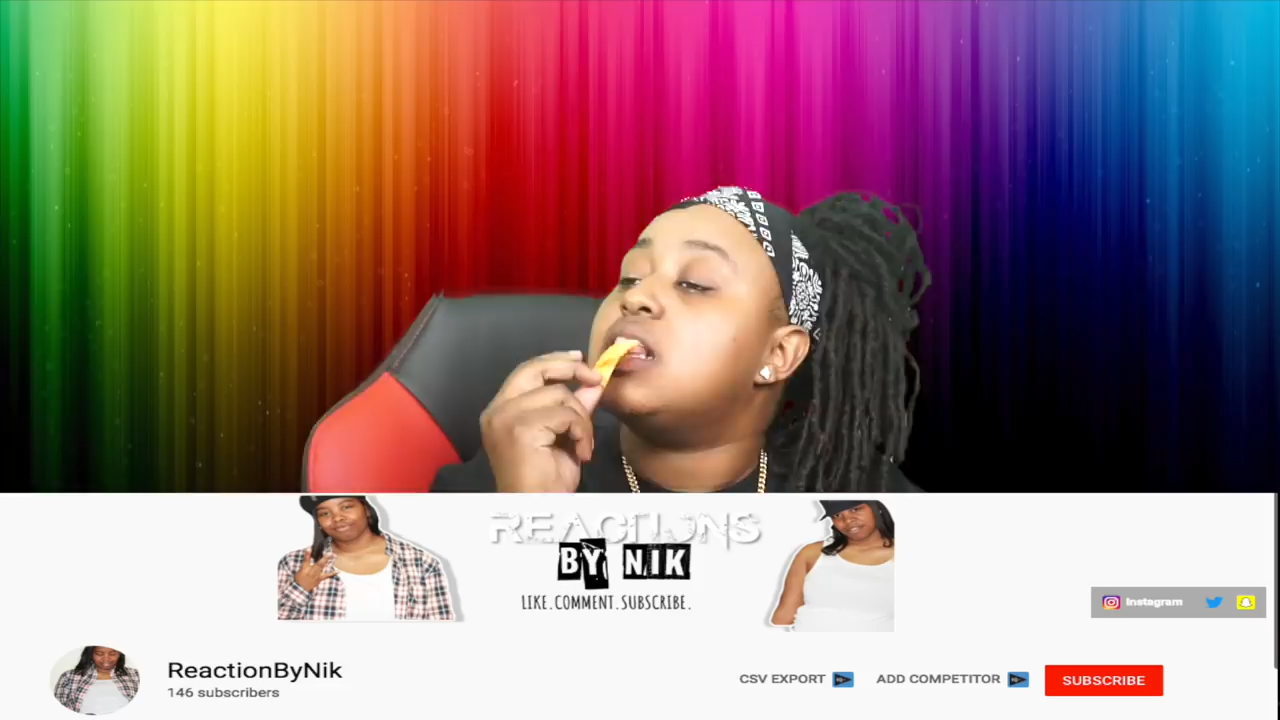 REACTIONS
BY NIK
LIKE.COMMENT.SUBSCRIBE.
Instagram
ReactionByNik
146 subscribers
CSV EXPORT
ADD COMPETITOR
SUBSCRIBE